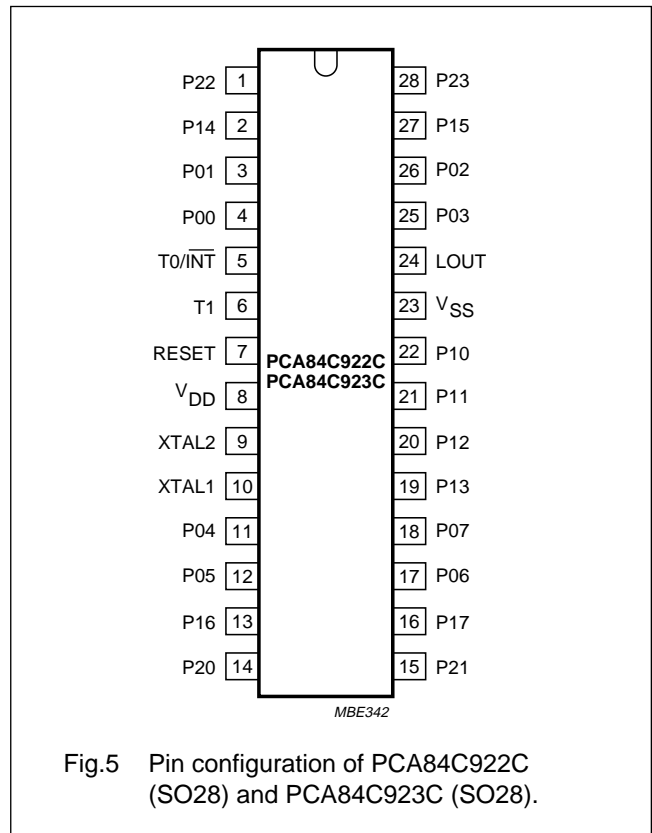 P22 1 28 P23
P14 2 27 P15
P01 3 26 P02
P00 4 25 P03
T0/I̅N̅T̅ 5 24 LOUT
T1 6 23 VSS
RESET 7 22 P10
PCA84C922C
PCA84C923C
VDD 8 21 P11
XTAL2 9 20 P12
XTAL1 10 19 P13
P04 11 18 P07
P05 12 17 P06
P16 13 16 P17
P20 14 15 P21
MBE342
Fig.5 Pin configuration of PCA84C922C
(SO28) and PCA84C923C (SO28).